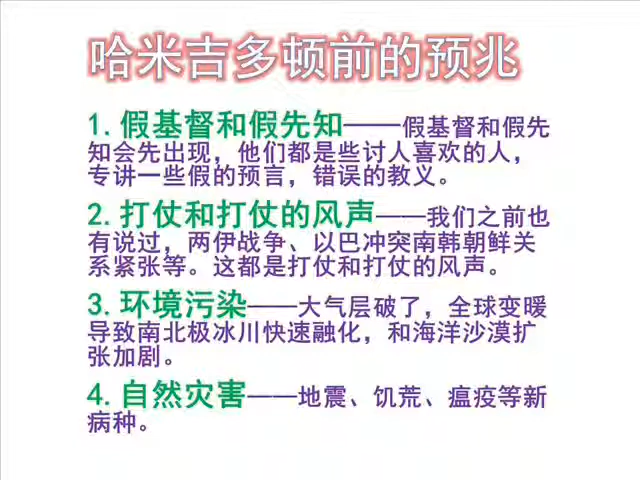 哈米吉多顿前的预兆
1.假基督和假先知——假基督和假先
知会先出现，他们都是些讨人喜欢的人，
专讲一些假的预言，错误的教义。
2.打仗和打仗的风声——我们之前也
有说过，两伊战争、以巴冲突南韩朝鲜关
系紧张等。这都是打仗和打仗的风声。
3.环境污染——大气层破了，全球变暖
导致南北极冰川快速融化，和海洋沙漠扩
张加剧。
4.自然灾害——地震、饥荒、瘟疫等新
病种。